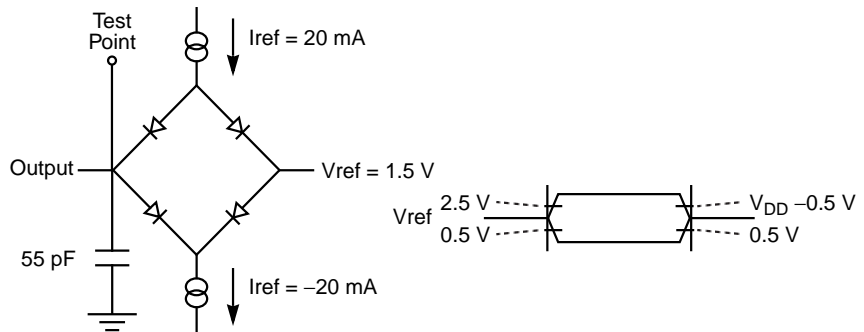 Test
Point
Iref = 20 mA
Output
Vref = 1.5 V
55 pF
Iref = −20 mA
Vref
2.5 V
0.5 V
V_DD −0.5 V
0.5 V